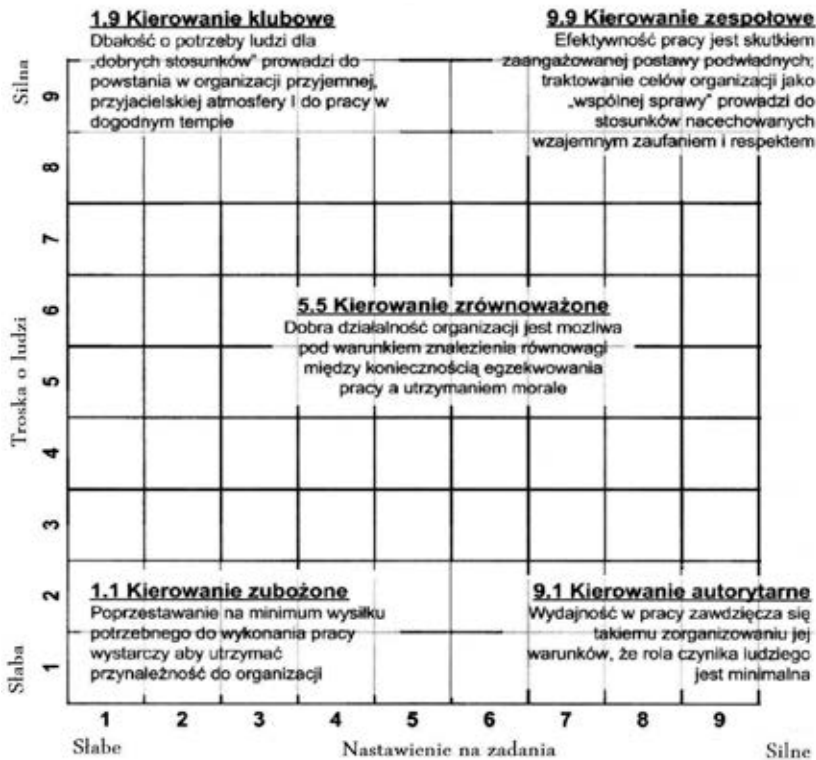 1.9 Kierowanie klubowe
Dbałość o potrzeby ludzi dla
„dobrych stosunków" prowadzi do
powstania w organizacji przyjemnej,
przyjacielskiej atmosfery I do pracy w
dogodnym tempie
9.9 Kierowanie zespołowe
Efektywność pracy jest skutkiem
zaangażowanej postawy podwładnych;
traktowanie celów organizacji jako
„wspólnej sprawy" prowadzi do
stosunków nacechowanych
wzajemnym zaufaniem i respektem
5.5 Kierowanie zrównoważone
Dobra działalność organizacji jest mozliwa
pod warunkiem znalezienia równowagi
między koniecznością egzekwowania
pracy a utrzymaniem morale
1.1 Kierowanie zubożone
Poprzestawanie na minimum wysiłku
potrzebnego do wykonania pracy
wystarczy aby utrzymać
przynależność do organizacji
9.1 Kierowanie autorytarne
Wydajność w pracy zawdzięcza się
takiemu zorganizowaniu jej
warunków, że rola czynika ludziego
jest minimalna
Silna
Troska o ludzi
Słaba
9
8
7
6
5
4
3
2
1
1 2 3 4 5 6 7 8 9
Słabe Nastawienie na zadania Silne